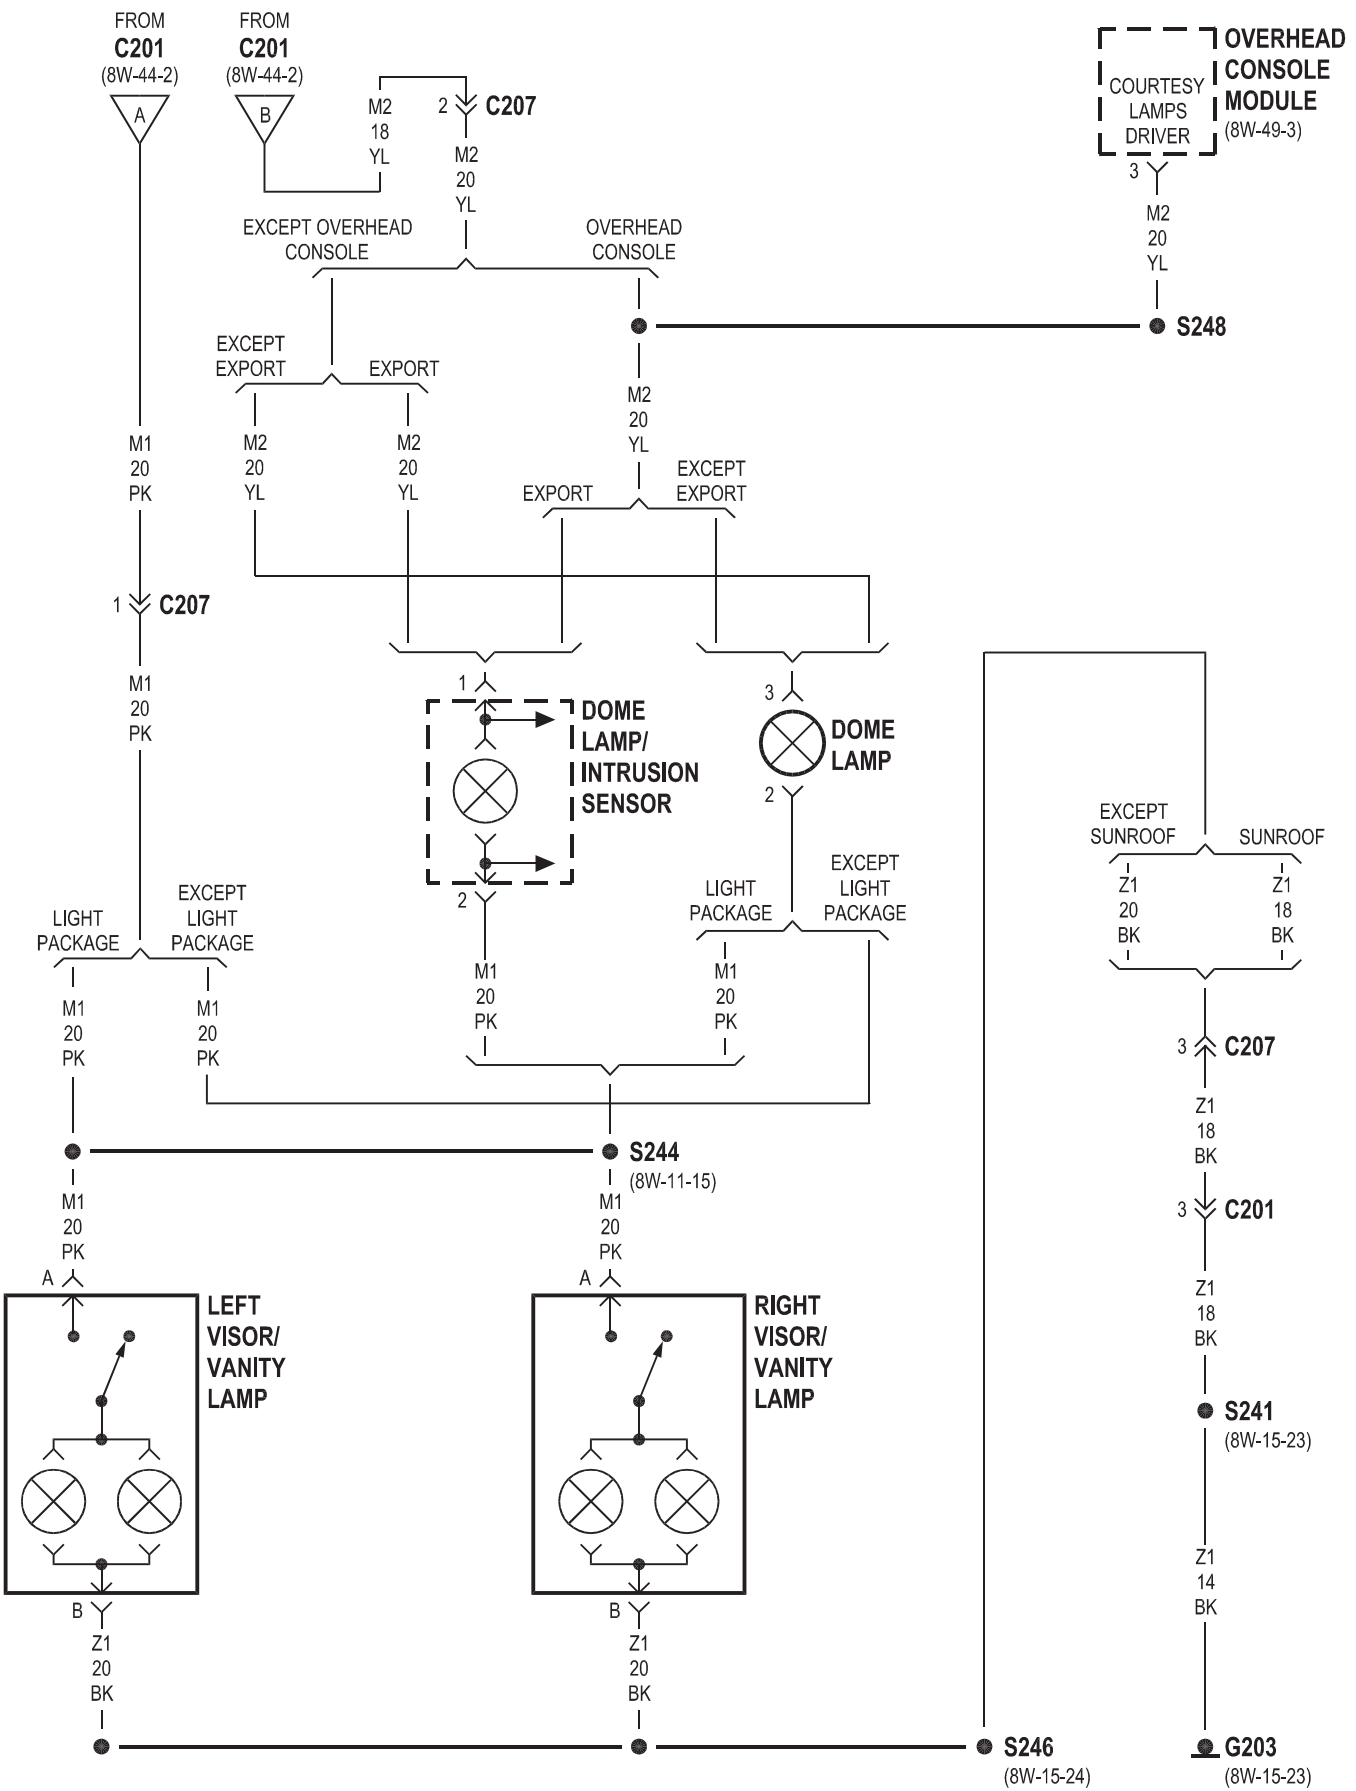 FROM
C201
(8W-44-2)
A
FROM
C201
(8W-44-2)
B
M2
18
YL
2
C207
M2
20
YL
OVERHEAD
CONSOLE
MODULE
(8W-49-3)
COURTESY
LAMPS
DRIVER
3
M2
20
YL
S248
EXCEPT OVERHEAD
CONSOLE
OVERHEAD
CONSOLE
EXCEPT
EXPORT
EXPORT
M2
20
YL
M2
20
YL
M2
20
YL
EXPORT
EXCEPT
EXPORT
M1
20
PK
1
C207
M1
20
PK
1
DOME
LAMP/
INTRUSION
SENSOR
2
3
DOME
LAMP
2
EXCEPT
SUNROOF
SUNROOF
Z1
20
BK
Z1
18
BK
LIGHT
PACKAGE
EXCEPT
LIGHT
PACKAGE
LIGHT
PACKAGE
EXCEPT
LIGHT
PACKAGE
M1
20
PK
M1
20
PK
M1
20
PK
M1
20
PK
3
C207
Z1
18
BK
S244
(8W-11-15)
3
C201
M1
20
PK
M1
20
PK
A
LEFT
VISOR/
VANITY
LAMP
A
RIGHT
VISOR/
VANITY
LAMP
Z1
18
BK
S241
(8W-15-23)
Z1
14
BK
B
Z1
20
BK
B
Z1
20
BK
S246
(8W-15-24)
G203
(8W-15-23)